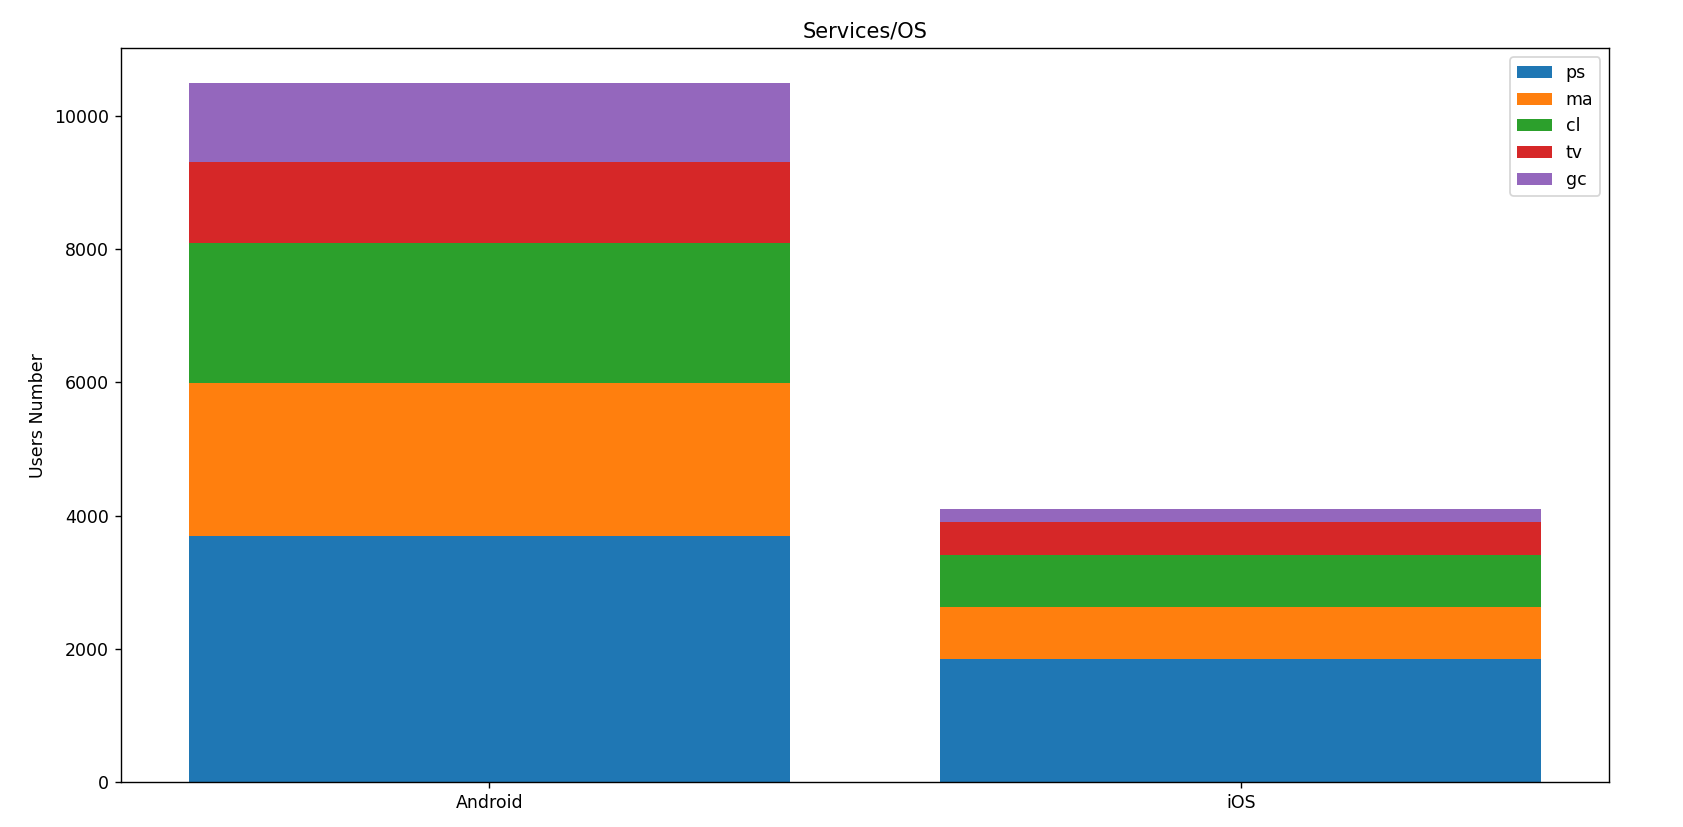 Services/OS
ps
ma
cl
tv
gc
10000
8000
6000
4000
2000
0
Users Number
Android
iOS